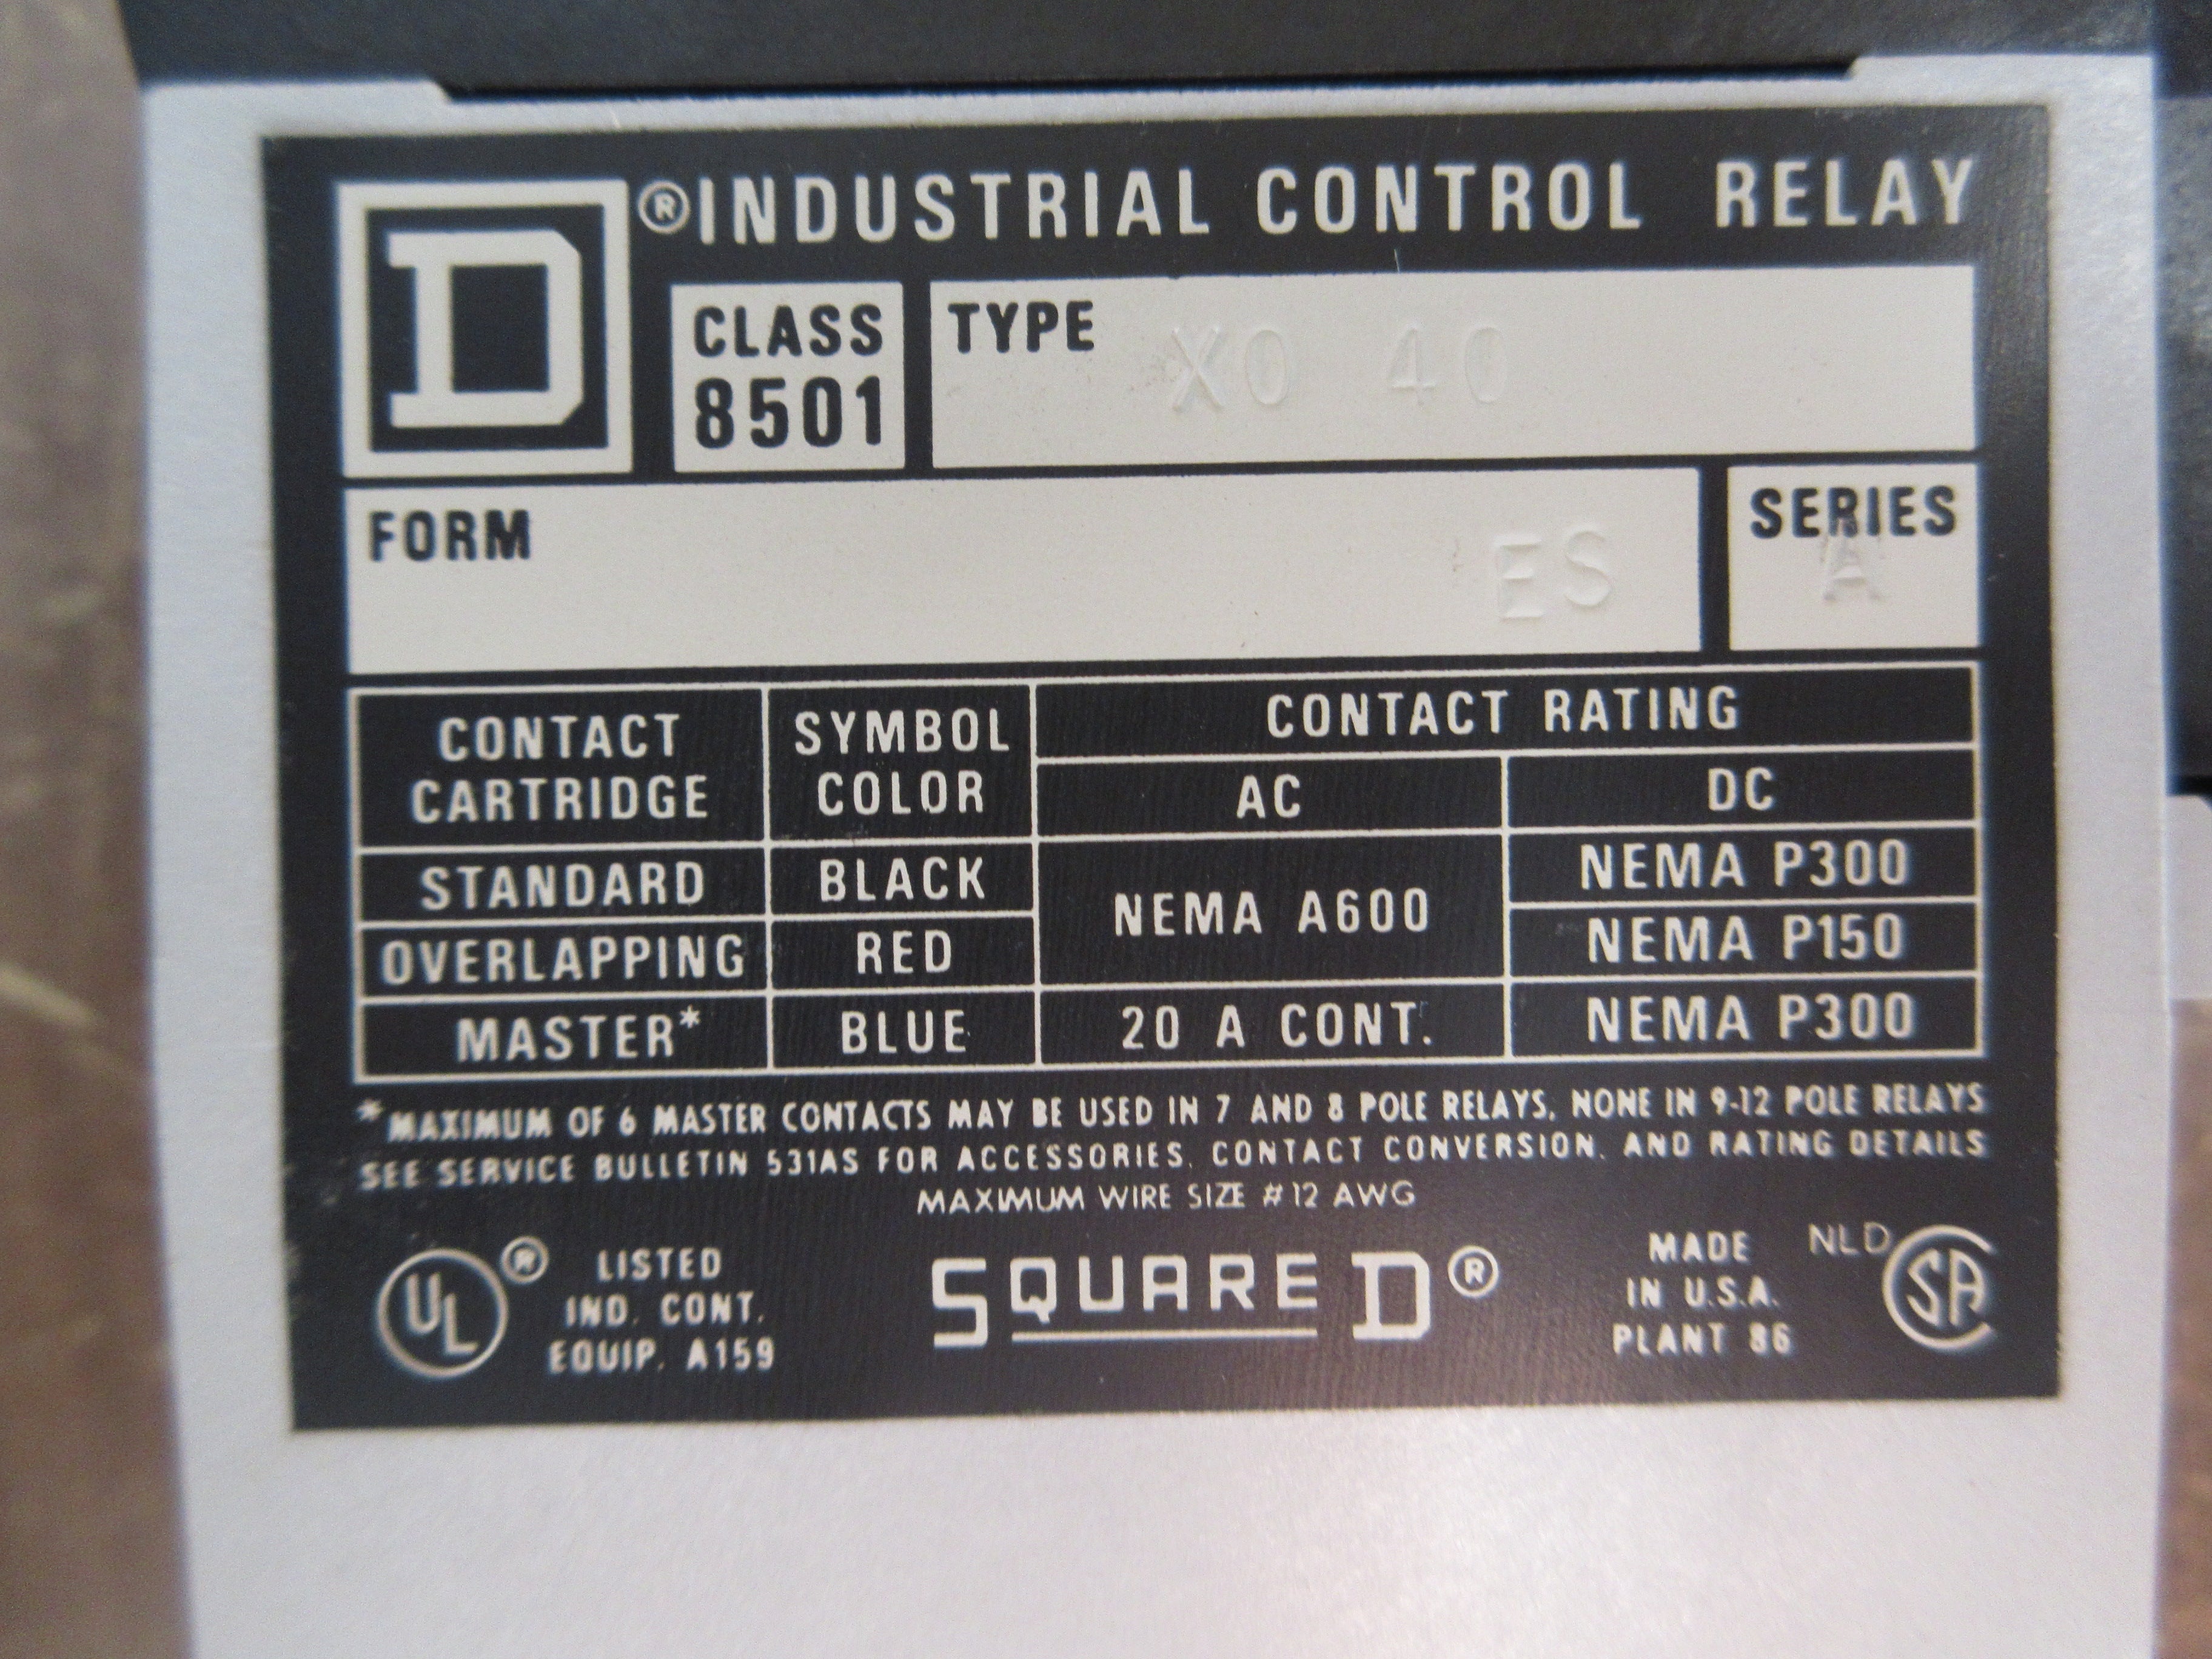 D ® INDUSTRIAL CONTROL RELAY
CLASS
8501
TYPE XO 40
FORM ES
SERIES
A
CONTACT
CARTRIDGE
SYMBOL
COLOR
CONTACT RATING
AC DC
STANDARD BLACK NEMA A600 NEMA P300
OVERLAPPING RED NEMA P150
MASTER* BLUE 20 A CONT. NEMA P300
*MAXIMUM OF 6 MASTER CONTACTS MAY BE USED IN 7 AND 8 POLE RELAYS, NONE IN 9-12 POLE RELAYS
SEE SERVICE BULLETIN 531AS FOR ACCESSORIES, CONTACT CONVERSION, AND RATING DETAILS
MAXIMUM WIRE SIZE #12 AWG
UL ®
LISTED
IND. CONT.
EQUIP. A159
SQUARE D ®
MADE
IN U.S.A.
PLANT 86
NLD
SA